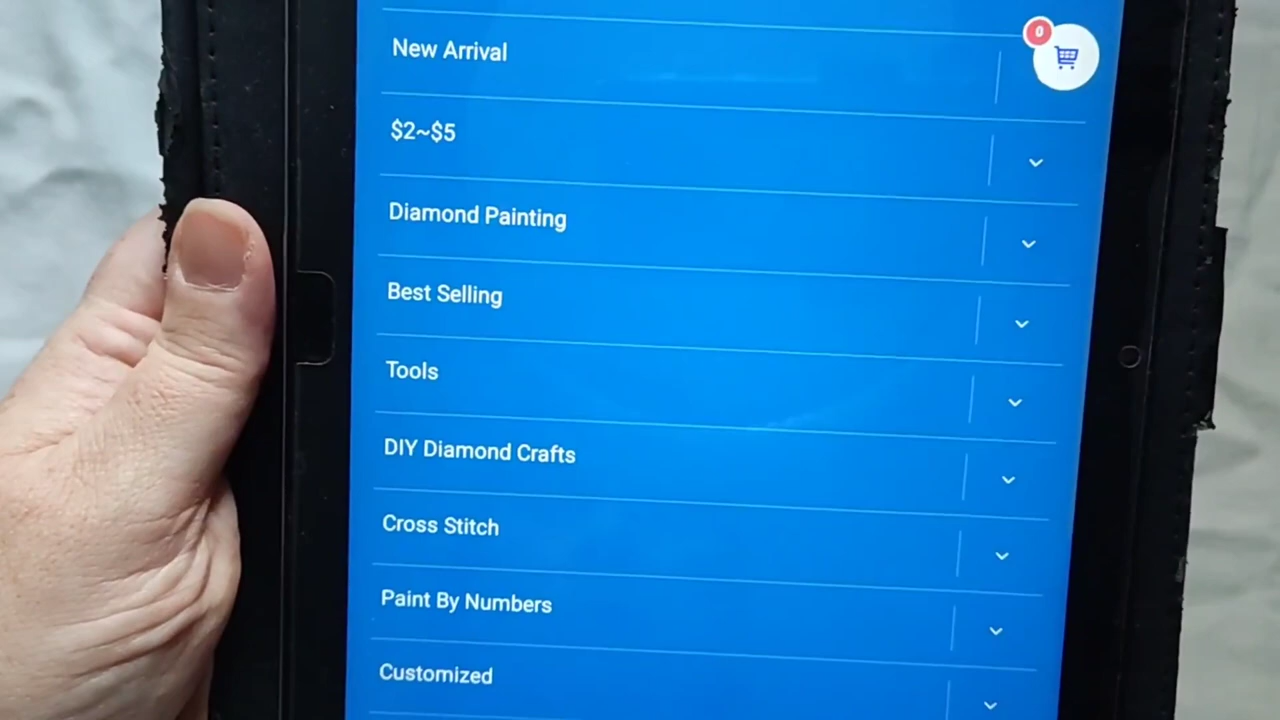 0
New Arrival
$2~$5
Diamond Painting
Best Selling
Tools
DIY Diamond Crafts
Cross Stitch
Paint By Numbers
Customized